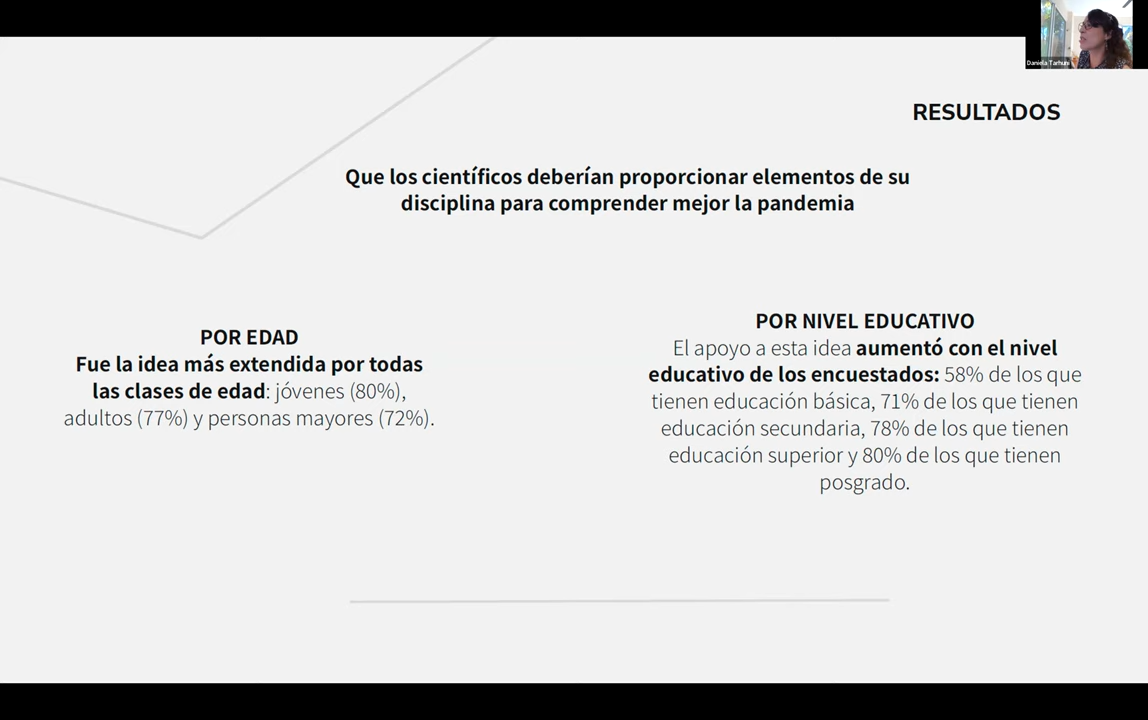 Daniela Tarhuni
RESULTADOS
Que los científicos deberían proporcionar elementos de su
disciplina para comprender mejor la pandemia
POR EDAD
Fue la idea más extendida por todas
las clases de edad: jóvenes (80%),
adultos (77%) y personas mayores (72%).
POR NIVEL EDUCATIVO
El apoyo a esta idea aumentó con el nivel
educativo de los encuestados: 58% de los que
tienen educación básica, 71% de los que tienen
educación secundaria, 78% de los que tienen
educación superior y 80% de los que tienen
posgrado.